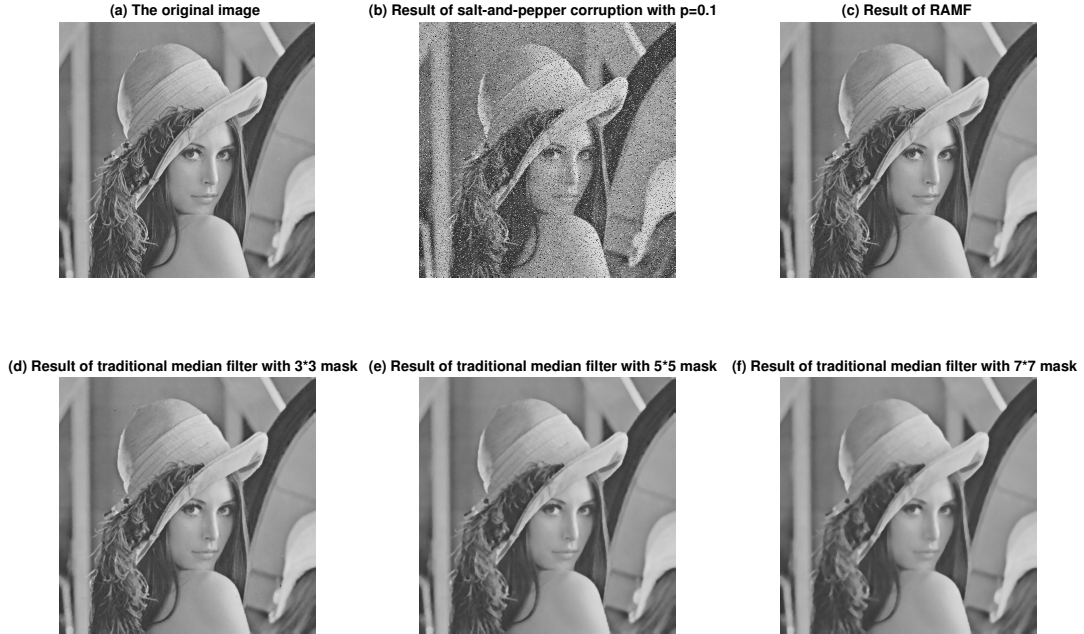 (a) The original image
(b) Result of salt-and-pepper corruption with p=0.1
(c) Result of RAMF
(d) Result of traditional median filter with 3*3 mask
(e) Result of traditional median filter with 5*5 mask
(f) Result of traditional median filter with 7*7 mask